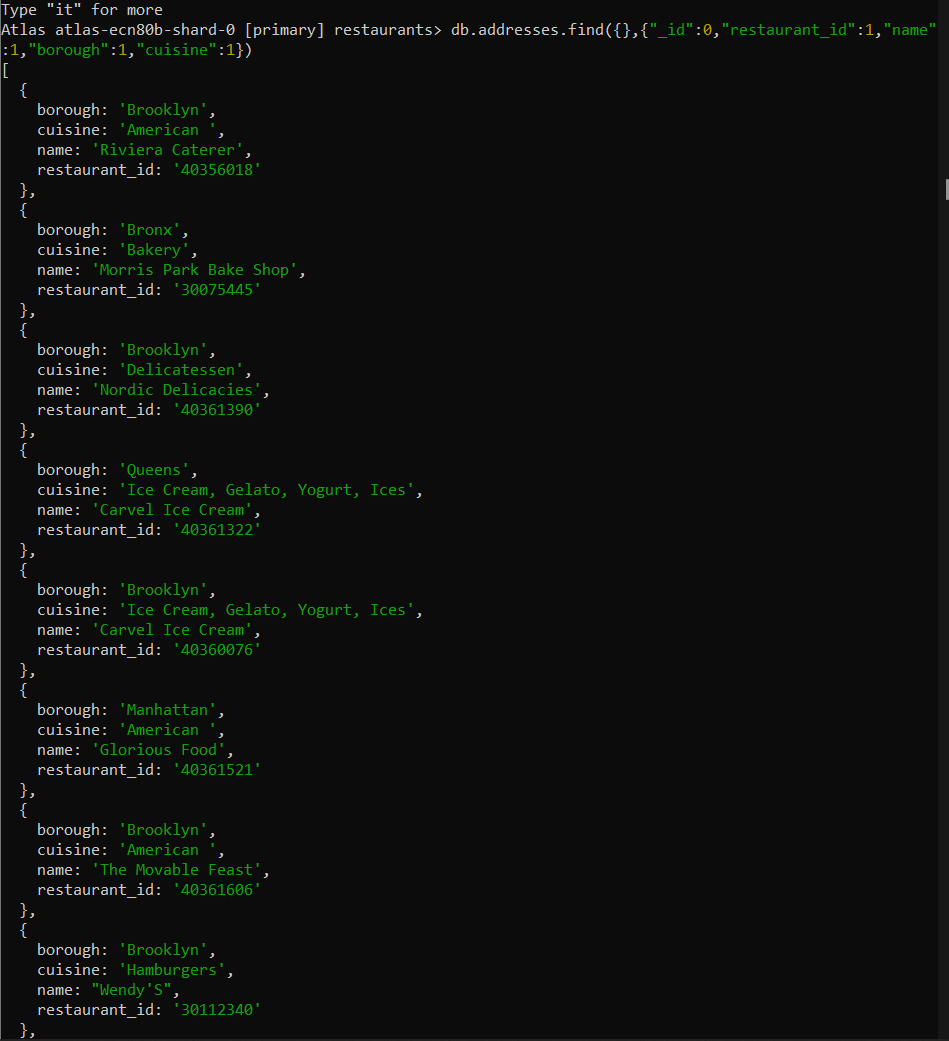 Type "it" for more
Atlas atlas-ecn80b-shard-0 [primary] restaurants> db.addresses.find({},{"_id":0,"restaurant_id":1,"name"
:1,"borough":1,"cuisine":1})
[
  {
    borough: 'Brooklyn',
    cuisine: 'American ',
    name: 'Riviera Caterer',
    restaurant_id: '40356018'
  },
  {
    borough: 'Bronx',
    cuisine: 'Bakery',
    name: 'Morris Park Bake Shop',
    restaurant_id: '30075445'
  },
  {
    borough: 'Brooklyn',
    cuisine: 'Delicatessen',
    name: 'Nordic Delicacies',
    restaurant_id: '40361390'
  },
  {
    borough: 'Queens',
    cuisine: 'Ice Cream, Gelato, Yogurt, Ices',
    name: 'Carvel Ice Cream',
    restaurant_id: '40361322'
  },
  {
    borough: 'Brooklyn',
    cuisine: 'Ice Cream, Gelato, Yogurt, Ices',
    name: 'Carvel Ice Cream',
    restaurant_id: '40360076'
  },
  {
    borough: 'Manhattan',
    cuisine: 'American ',
    name: 'Glorious Food',
    restaurant_id: '40361521'
  },
  {
    borough: 'Brooklyn',
    cuisine: 'American ',
    name: 'The Movable Feast',
    restaurant_id: '40361606'
  },
  {
    borough: 'Brooklyn',
    cuisine: 'Hamburgers',
    name: "Wendy'S",
    restaurant_id: '30112340'
  },